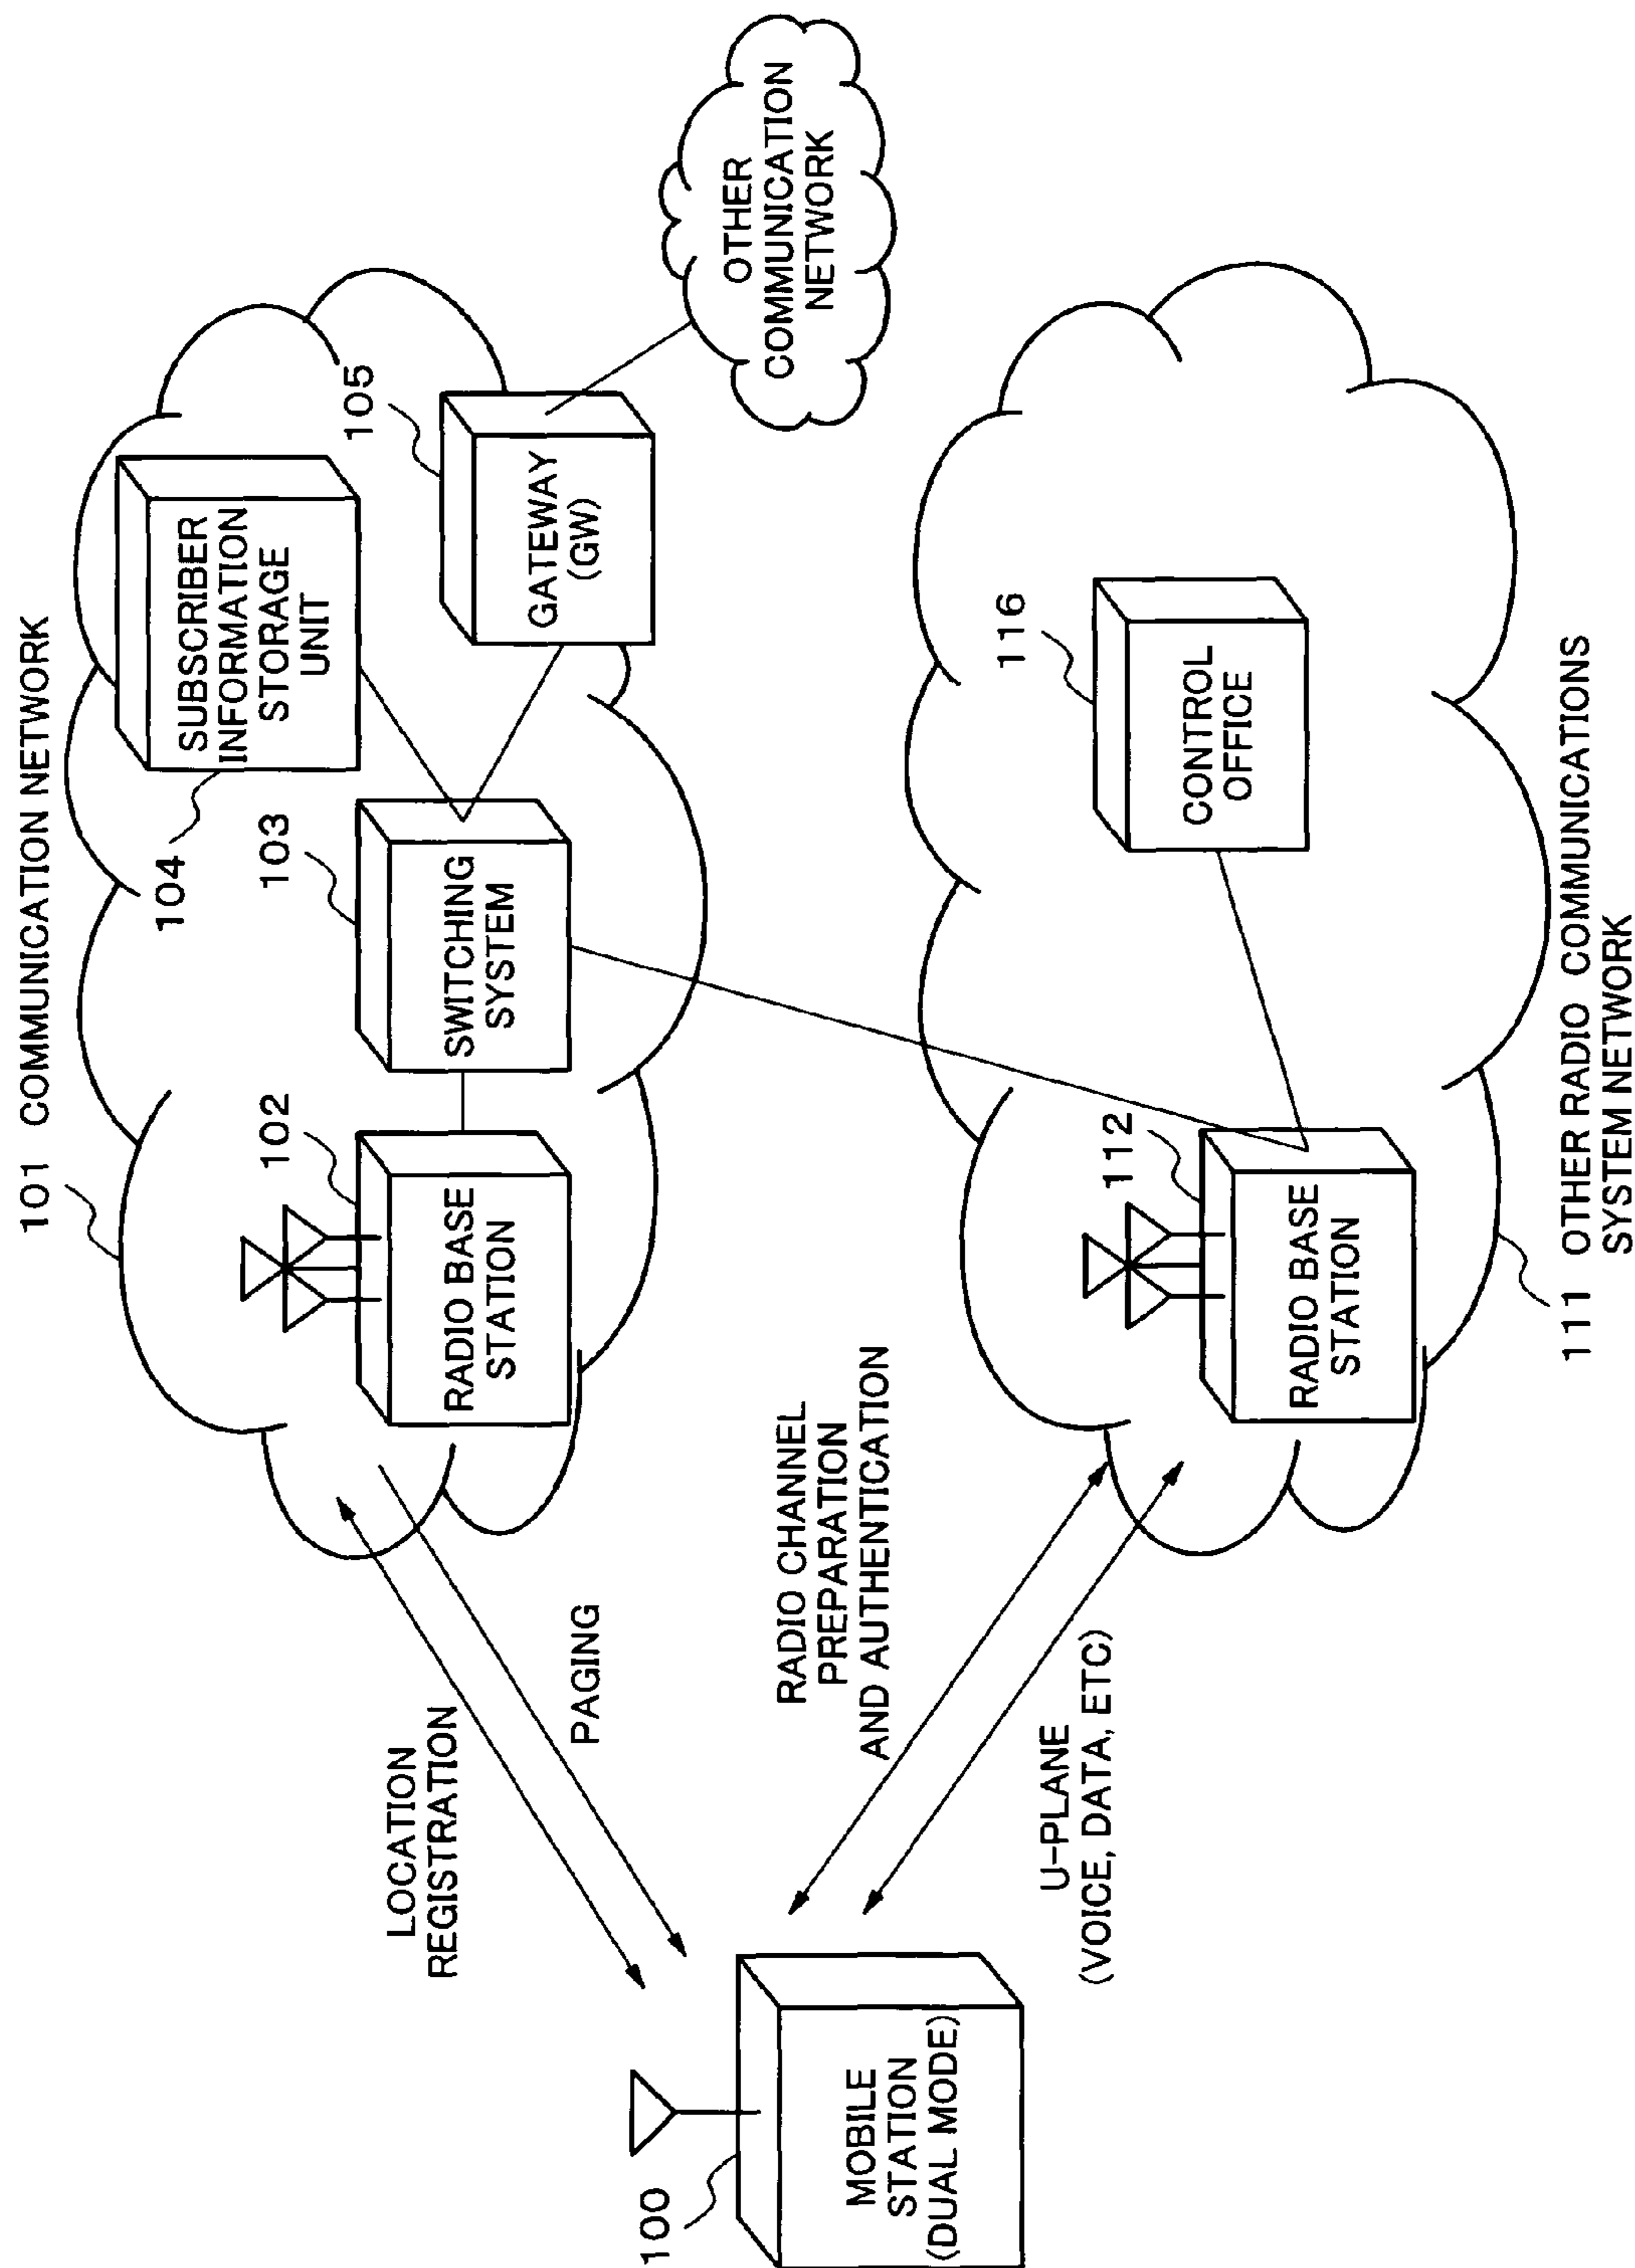 101 COMMUNICATION NETWORK
104
SUBSCRIBER
INFORMATION
STORAGE
UNIT
102
RADIO BASE
STATION
103
SWITCHING
SYSTEM
105
GATEWAY
(GW)
OTHER
COMMUNICATION
NETWORK
LOCATION
REGISTRATION
PAGING
100
MOBILE
STATION
(DUAL MODE)
RADIO CHANNEL
PREPARATION
AND AUTHENTICATION
U-PLANE
(VOICE, DATA, ETC)
112
RADIO BASE
STATION
116
CONTROL
OFFICE
111 OTHER RADIO COMMUNICATIONS
SYSTEM NETWORK